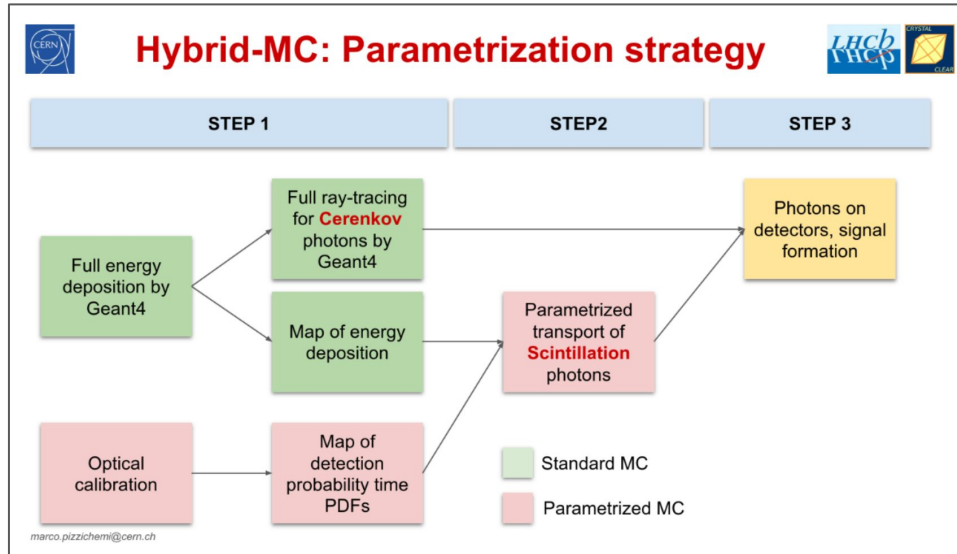 CERN
Hybrid-MC: Parametrization strategy
LHCb
CRYSTAL
CLEAR
STEP 1
STEP2
STEP 3
Full energy
deposition by
Geant4
Full ray-tracing
for Cerenkov
photons by
Geant4
Map of energy
deposition
Parametrized
transport of
Scintillation
photons
Photons on
detectors, signal
formation
Optical
calibration
Map of
detection
probability time
PDFs
Standard MC
Parametrized MC
marco.pizzichemi@cern.ch